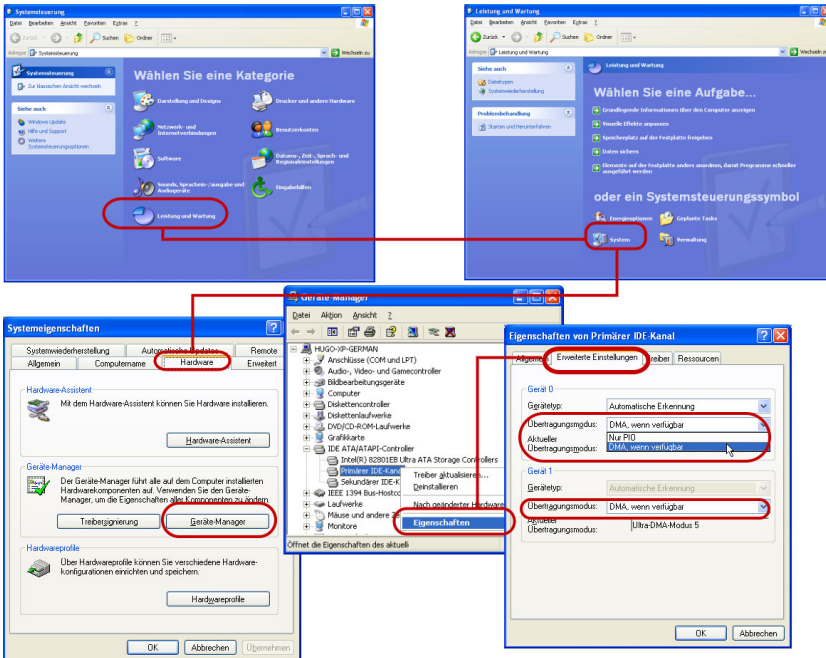 Systemsteuerung
Datei Bearbeiten Ansicht Favoriten Extras ?
Zurück Suchen Ordner
Adresse Systemsteuerung Wechseln zu
Systemsteuerung
Zur klassischen Ansicht wechseln
Siehe auch
Windows Update
Hilfe und Support
Weitere
Systemsteuerungsoptionen
Wählen Sie eine Kategorie
Darstellung und Designs
Drucker und andere Hardware
Netzwerk- und
Internetverbindungen
Benutzerkonten
Software
Datums-, Zeit-, Sprach- und
Regionaleinstellungen
Sounds, Sprachein-/ausgabe und
Audiogeräte
Eingabehilfen
Leistung und Wartung
Leistung und Wartung
Datei Bearbeiten Ansicht Favoriten Extras ?
Zurück Suchen Ordner
Adresse Leistung und Wartung Wechseln zu
Siehe auch
Dateitypen
Systemwiederherstellung
Problembehandlung
Starten und Herunterfahren
Leistung und Wartung
Wählen Sie eine Aufgabe...
Grundlegende Informationen über den Computer anzeigen
Visuelle Effekte anpassen
Speicherplatz auf der Festplatte freigeben
Daten sichern
Elemente auf der Festplatte anders anordnen, damit Programme schneller
ausgeführt werden
oder ein Systemsteuerungssymbol
Energieoptionen
Geplante Tasks
System
Verwaltung
Systemeigenschaften
Systemwiederherstellung Automatische Updates Remote
Allgemein Computername Hardware Erweitert
Hardware-Assistent
Mit dem Hardware-Assistent können Sie Hardware installieren.
Hardware-Assistent
Geräte-Manager
Der Geräte-Manager führt alle auf dem Computer installierten
Hardwarekomponenten auf. Verwenden Sie den Geräte-
Manager, um die Eigenschaften aller Komponenten zu ändern.
Treibersignierung Geräte-Manager
Hardwareprofile
Über Hardwareprofile können Sie verschiedene Hardware-
konfigurationen einrichten und speichern.
Hardwareprofile
OK Abbrechen Übernehmen
Geräte-Manager
Datei Aktion Ansicht ?
HUGO-XP-GERMAN
Anschlüsse (COM und LPT)
Audio-, Video- und Gamecontroller
Bildbearbeitungsgeräte
Computer
Diskettencontroller
Diskettenlaufwerke
DVD/CD-ROM-Laufwerke
Grafikkarte
IDE ATA/ATAPI-Controller
Intel(R) 82801EB Ultra ATA Storage Controllers
Primärer IDE-Kana
Sekundärer IDE-K
IEEE 1394 Bus-Hostco
Laufwerke
Mäuse und andere Z
Monitore
Treiber aktualisieren...
Deinstallieren
Nach geänderter Hardware
Eigenschaften
Öffnet die Eigenschaften des aktuell
Eigenschaften von Primärer IDE-Kanal
Allgemein Erweiterte Einstellungen Treiber Ressourcen
Gerät 0
Gerätetyp: Automatische Erkennung
Übertragungsmodus: DMA, wenn verfügbar
Nur PIO
DMA, wenn verfügbar
Aktueller
Übertragungsmodus:
Gerät 1
Gerätetyp: Automatische Erkennung
Übertragungsmodus: DMA, wenn verfügbar
Aktueller
Übertragungsmodus: Ultra-DMA-Modus 5
OK Abbrechen